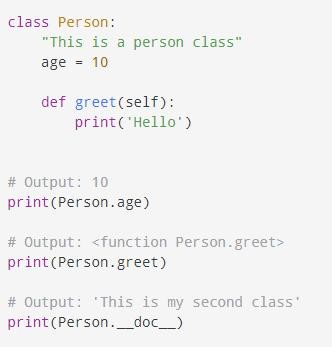 class Person:
    "This is a person class"
    age = 10

    def greet(self):
        print('Hello')


# Output: 10
print(Person.age)

# Output: <function Person.greet>
print(Person.greet)

# Output: 'This is my second class'
print(Person.__doc__)